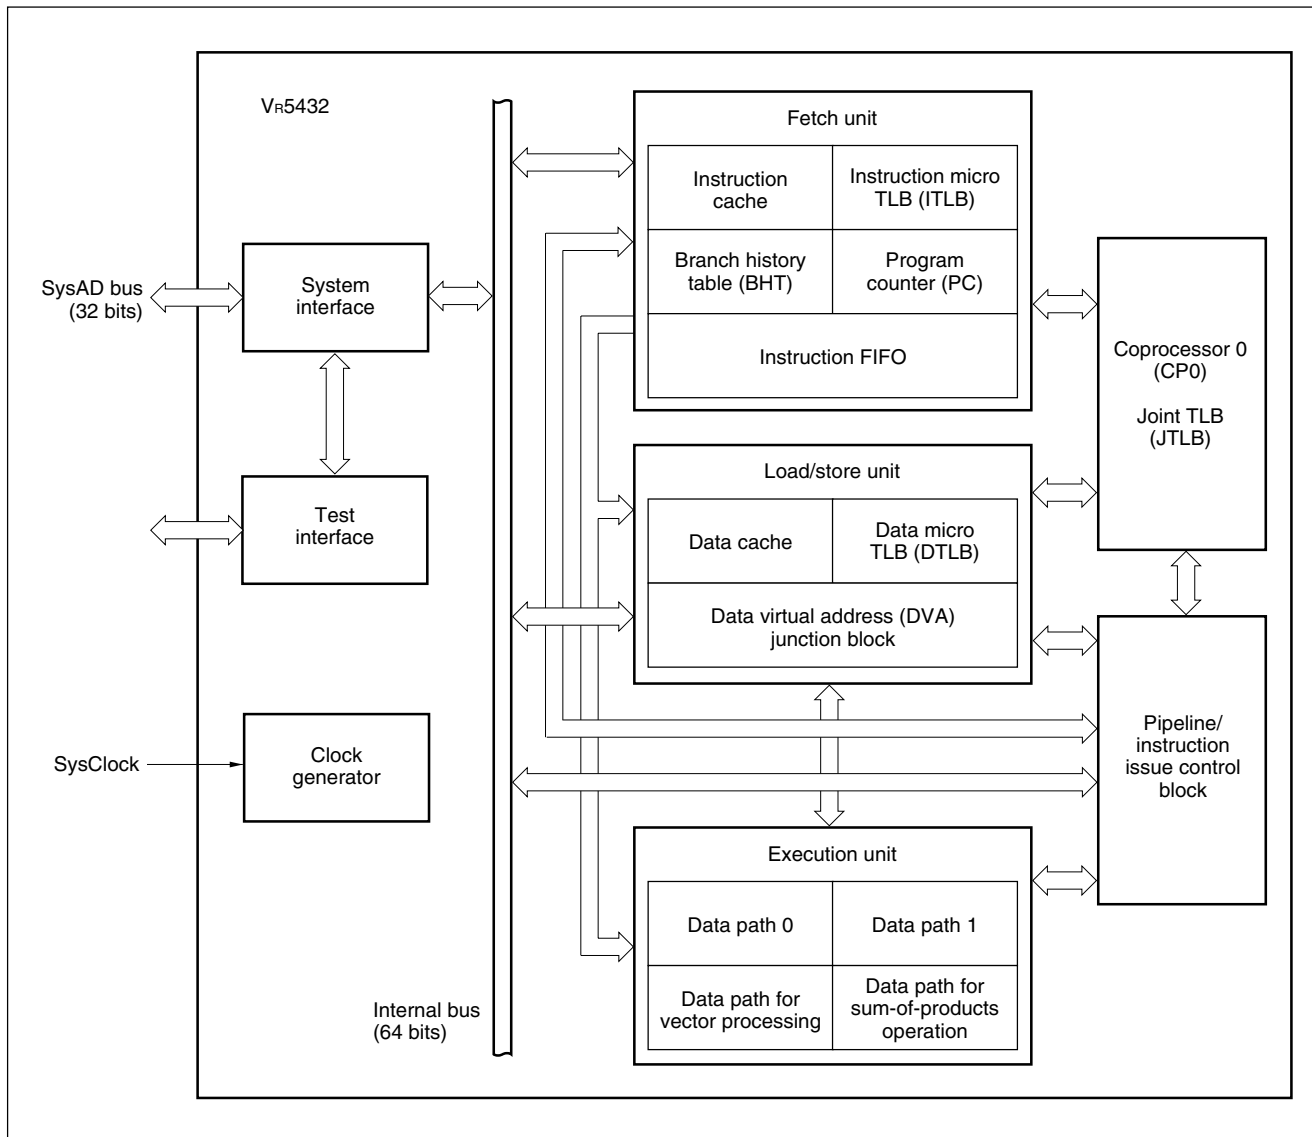 VR5432
Fetch unit
Instruction
cache
Instruction micro
TLB (ITLB)
Branch history
table (BHT)
Program
counter (PC)
Instruction FIFO
SysAD bus
(32 bits)
System
interface
Coprocessor 0
(CP0)
Joint TLB
(JTLB)
Load/store unit
Data cache
Data micro
TLB (DTLB)
Data virtual address (DVA)
junction block
Test
interface
SysClock
Clock
generator
Pipeline/
instruction
issue control
block
Execution unit
Data path 0
Data path 1
Data path for
vector processing
Data path for
sum-of-products
operation
Internal bus
(64 bits)